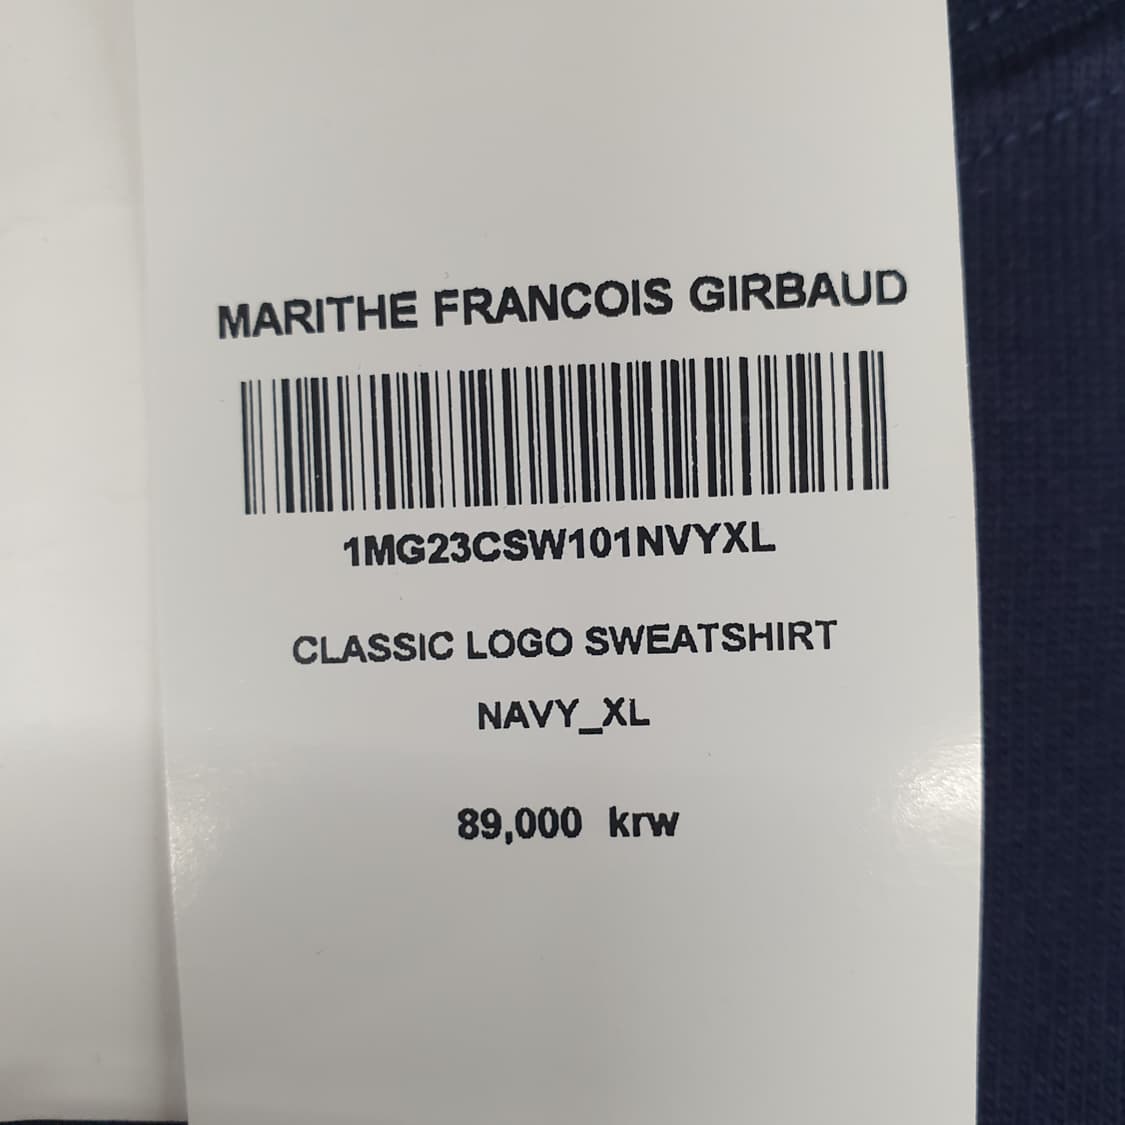 MARITHE FRANCOIS GIRBAUD
1MG23CSW101NVYXL
CLASSIC LOGO SWEATSHIRT
NAVY_XL
89,000 krw